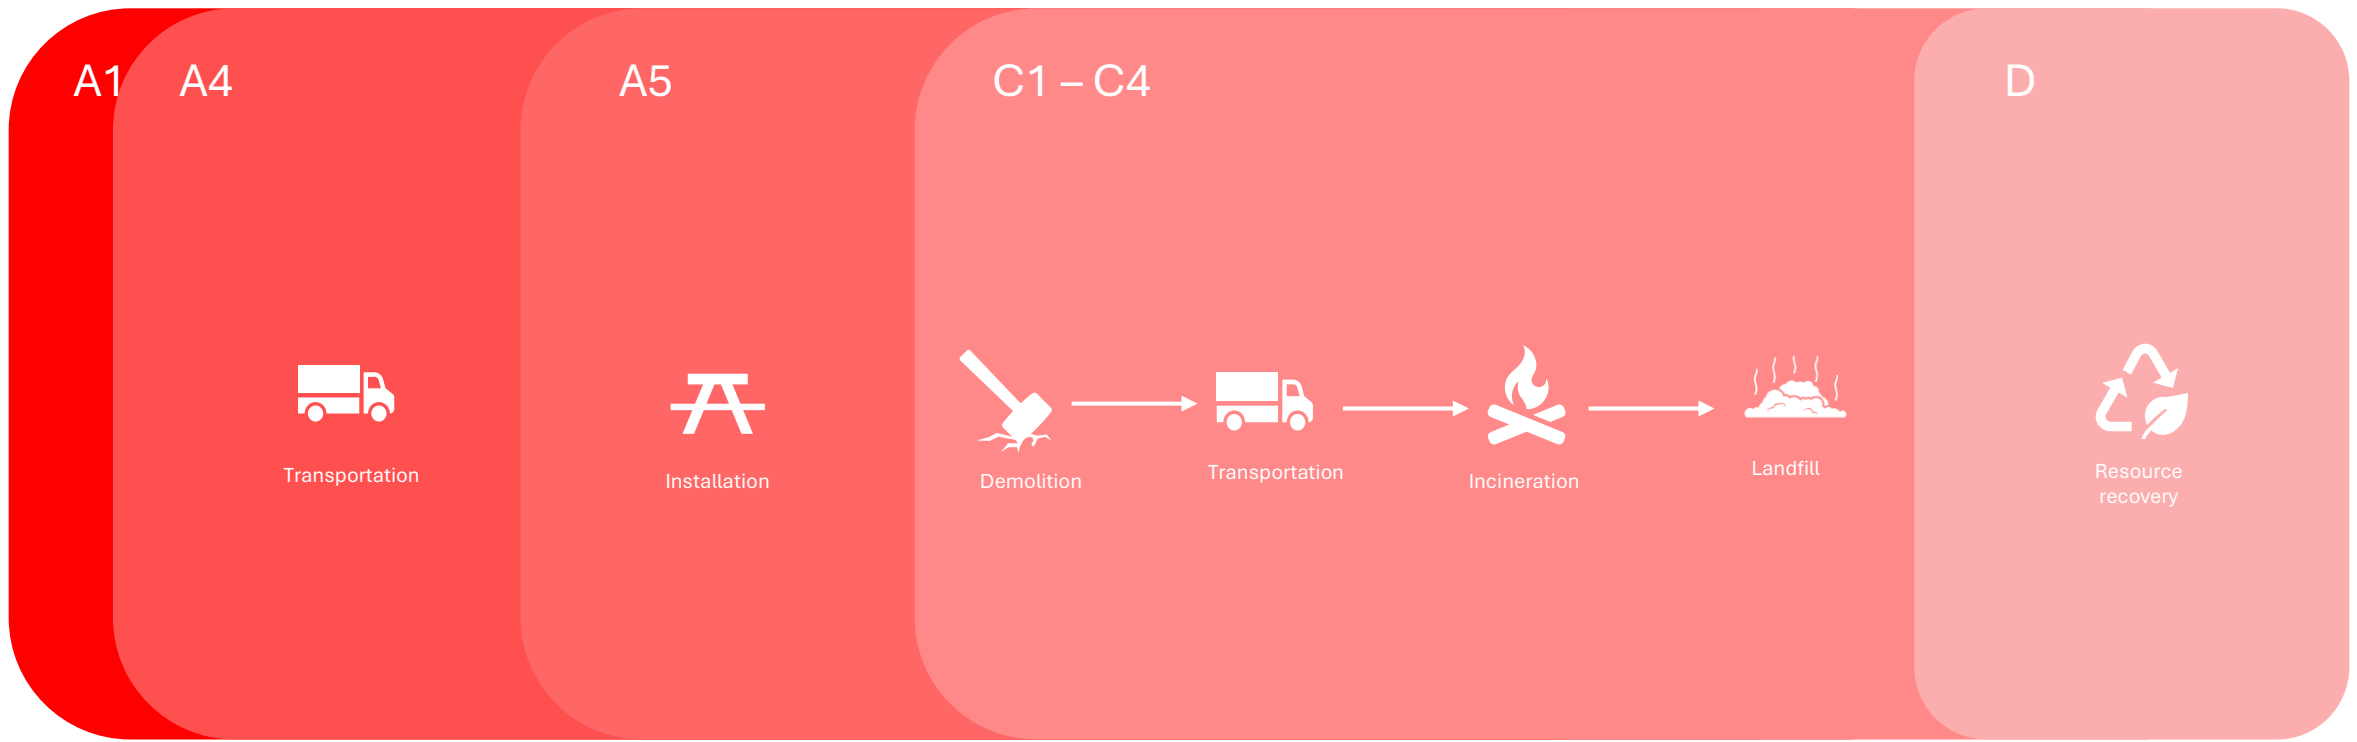 A1
A4
A5
C1 – C4
D
Transportation
Installation
Demolition
Transportation
Incineration
Landfill
Resource
recovery